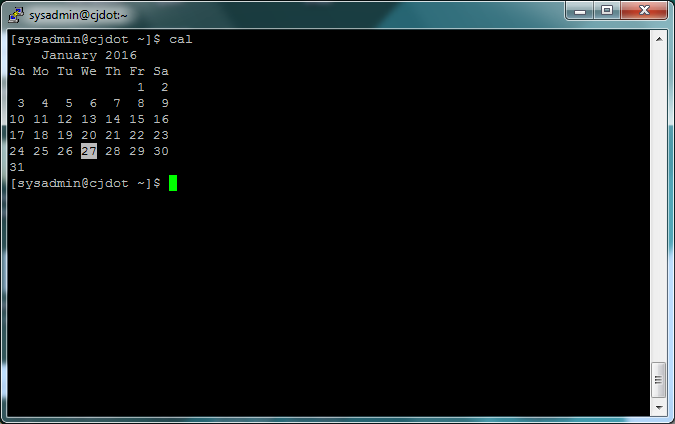 sysadmin@cjdot:~
[sysadmin@cjdot ~]$ cal
    January 2016
Su Mo Tu We Th Fr Sa
                1  2
 3  4  5  6  7  8  9
10 11 12 13 14 15 16
17 18 19 20 21 22 23
24 25 26 27 28 29 30
31
[sysadmin@cjdot ~]$